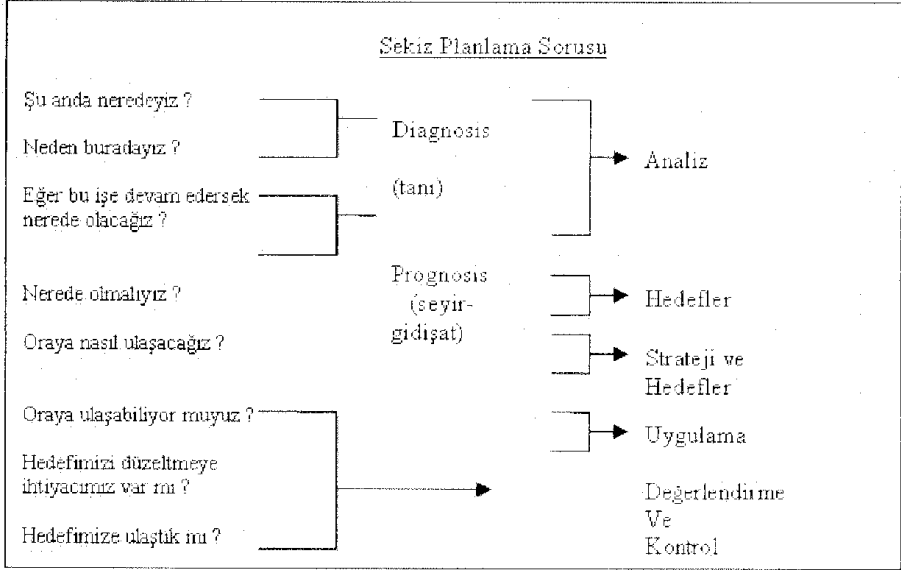 Sekiz Planlama Sorusu
Şu anda neredeyiz ?
Neden buradayız ?
Eğer bu işe devam edersek
nerede olacağız ?
Nerede olmalıyız ?
Oraya nasıl ulaşacağız ?
Oraya ulaşabiliyor muyuz ?
Hedefimizi düzeltmeye
ihtiyacımız var mı ?
Hedefimize ulaştık mı ?
Diagnosis
(tanı)
Prognosis
(seyir-
gidişat)
Analiz
Hedefler
Strateji ve
Hedefler
Uygulama
Değerlendirme
Ve
Kontrol